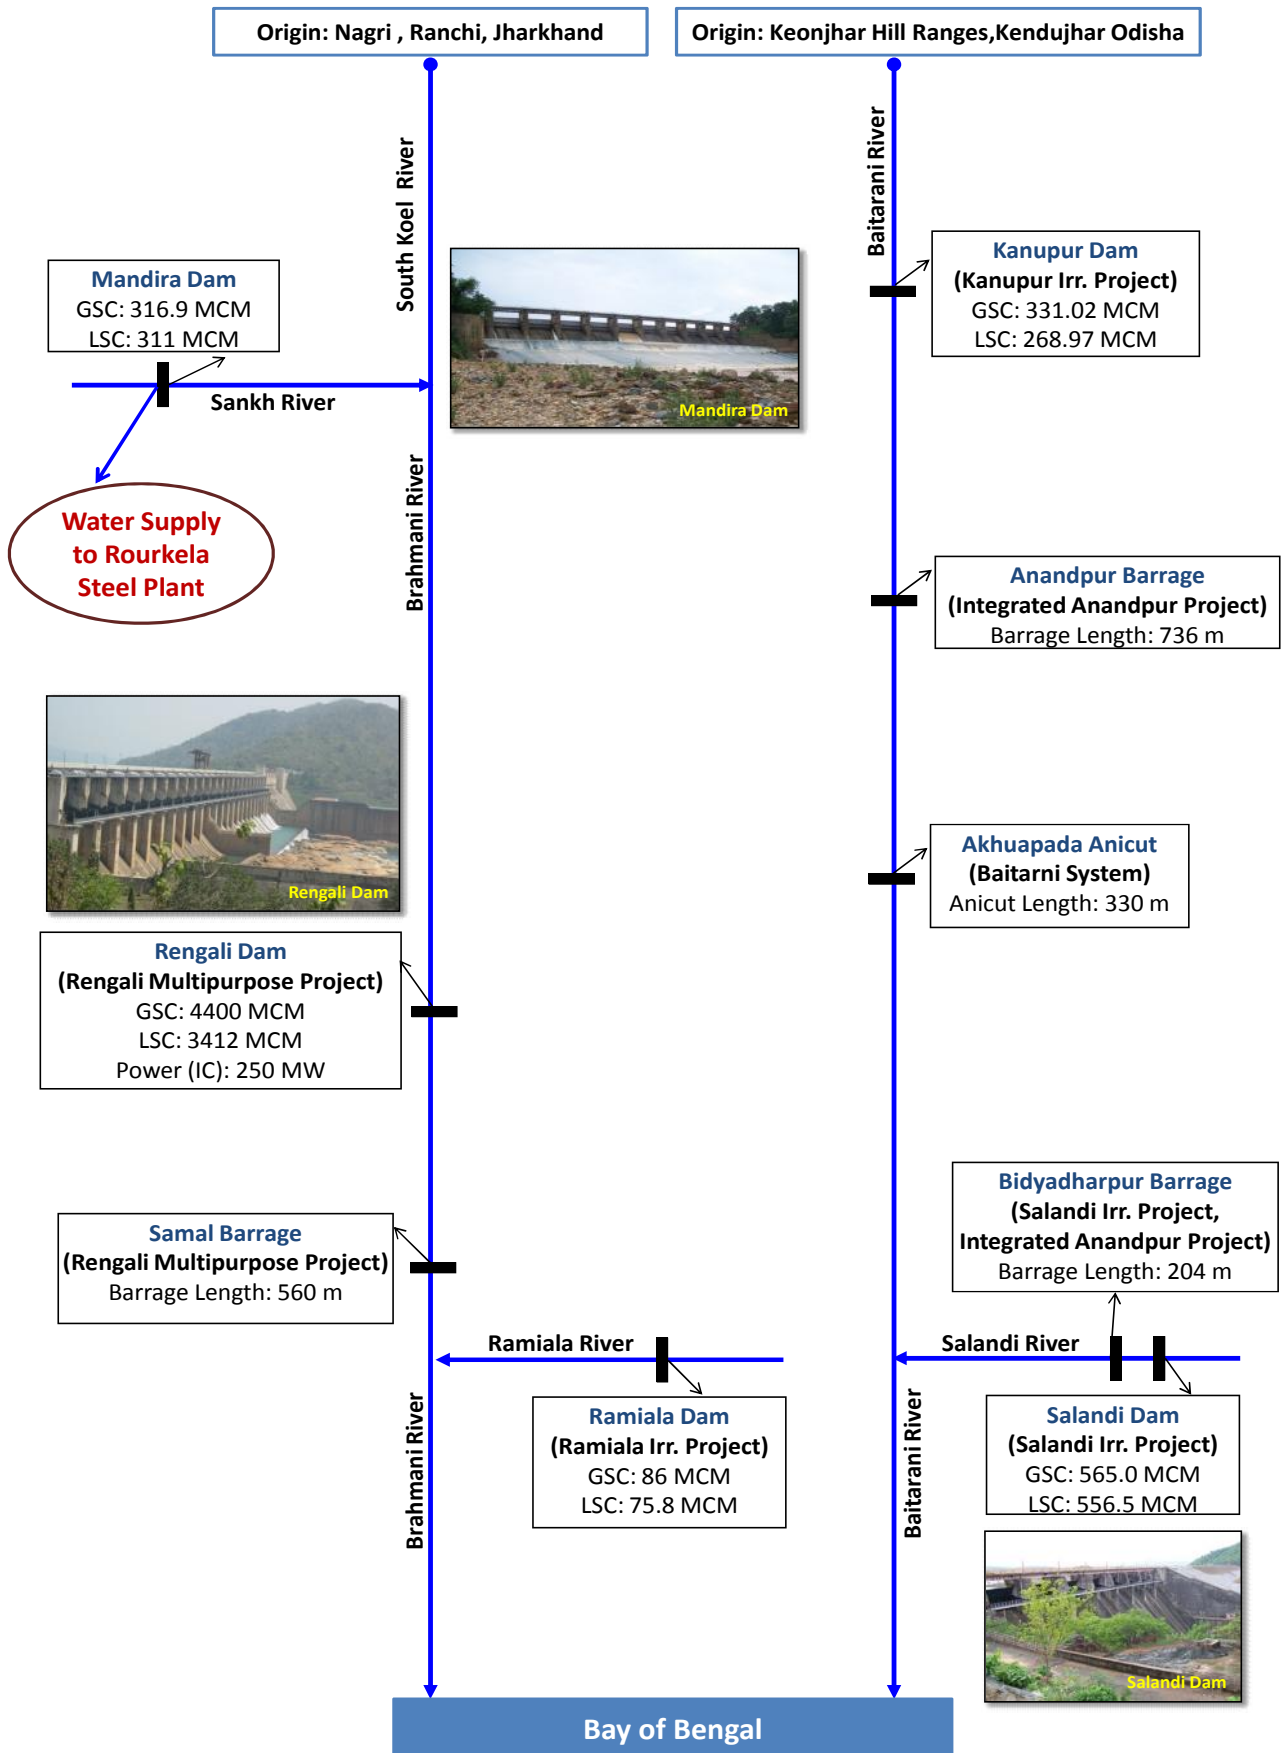 Origin: Nagri , Ranchi, Jharkhand
Origin: Keonjhar Hill Ranges,Kendujhar Odisha
South Koel River
Baitarani River
Mandira Dam
GSC: 316.9 MCM
LSC: 311 MCM
Sankh River
Mandira Dam
Kanupur Dam
(Kanupur Irr. Project)
GSC: 331.02 MCM
LSC: 268.97 MCM
Water Supply
to Rourkela
Steel Plant
Brahmani River
Anandpur Barrage
(Integrated Anandpur Project)
Barrage Length: 736 m
Rengali Dam
Akhuapada Anicut
(Baitarni System)
Anicut Length: 330 m
Rengali Dam
(Rengali Multipurpose Project)
GSC: 4400 MCM
LSC: 3412 MCM
Power (IC): 250 MW
Bidyadharpur Barrage
(Salandi Irr. Project,
Integrated Anandpur Project)
Barrage Length: 204 m
Samal Barrage
(Rengali Multipurpose Project)
Barrage Length: 560 m
Ramiala River
Salandi River
Brahmani River
Ramiala Dam
(Ramiala Irr. Project)
GSC: 86 MCM
LSC: 75.8 MCM
Baitarani River
Salandi Dam
(Salandi Irr. Project)
GSC: 565.0 MCM
LSC: 556.5 MCM
Salandi Dam
Bay of Bengal